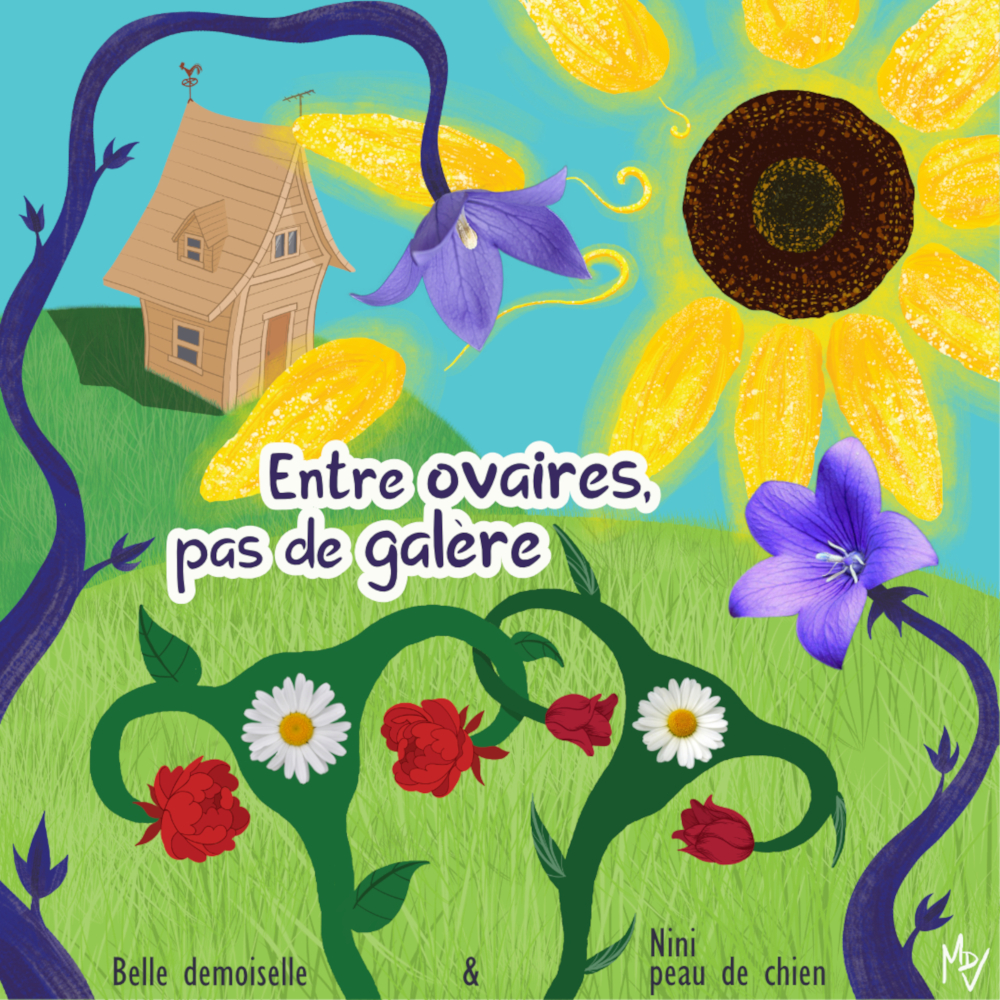 Entre ovaires,
pas de galère
Belle demoiselle & Nini
peau de chien
MDV